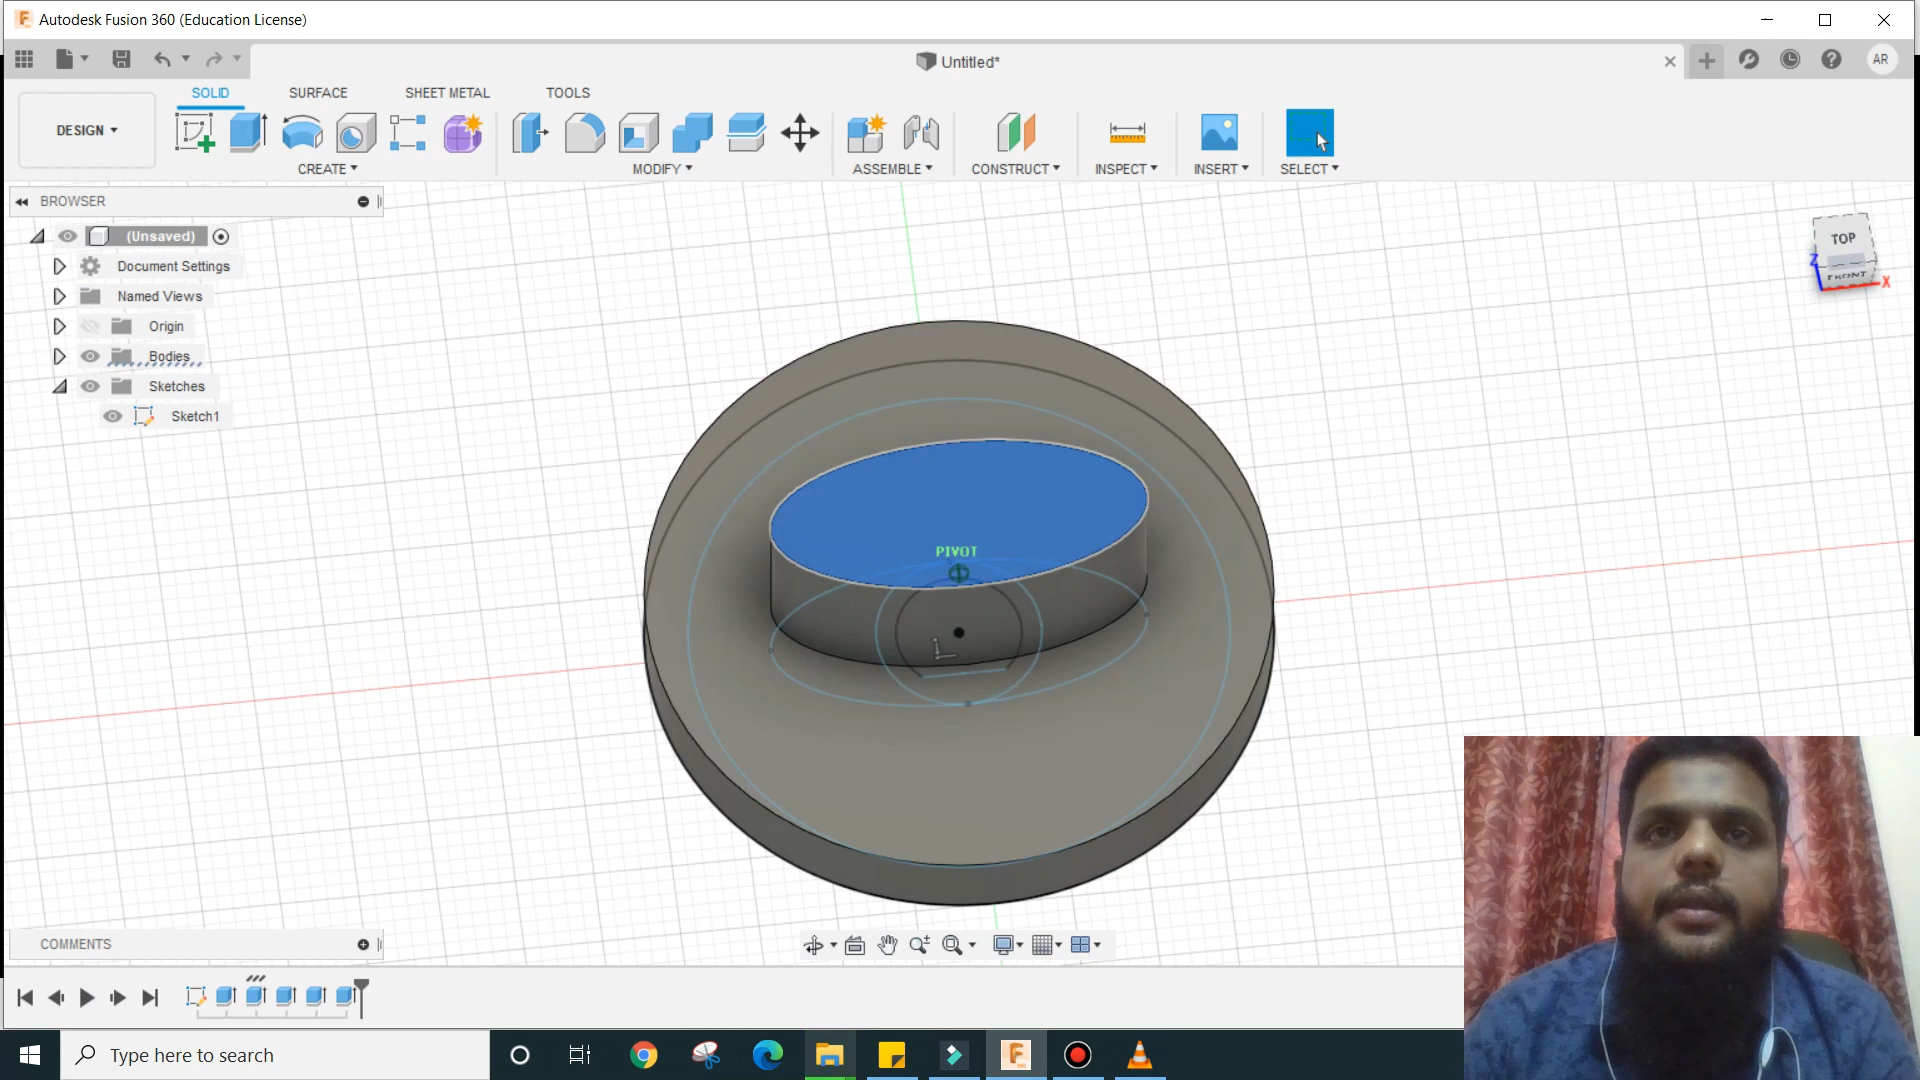 Autodesk Fusion 360 (Education License)
Untitled*
AR
SOLID SURFACE SHEET METAL TOOLS
DESIGN
CREATE MODIFY ASSEMBLE CONSTRUCT INSPECT INSERT SELECT
BROWSER
(Unsaved)
Document Settings
Named Views
Origin
Bodies
Sketches
Sketch1
TOP
FRONT
Z
X
PIVOT
COMMENTS
Type here to search